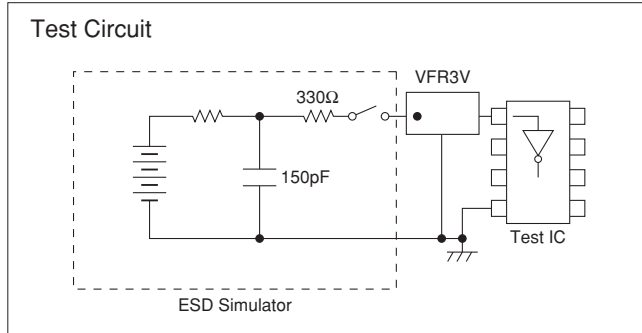 Test Circuit
330Ω
VFR3V
150pF
Test IC
ESD Simulator